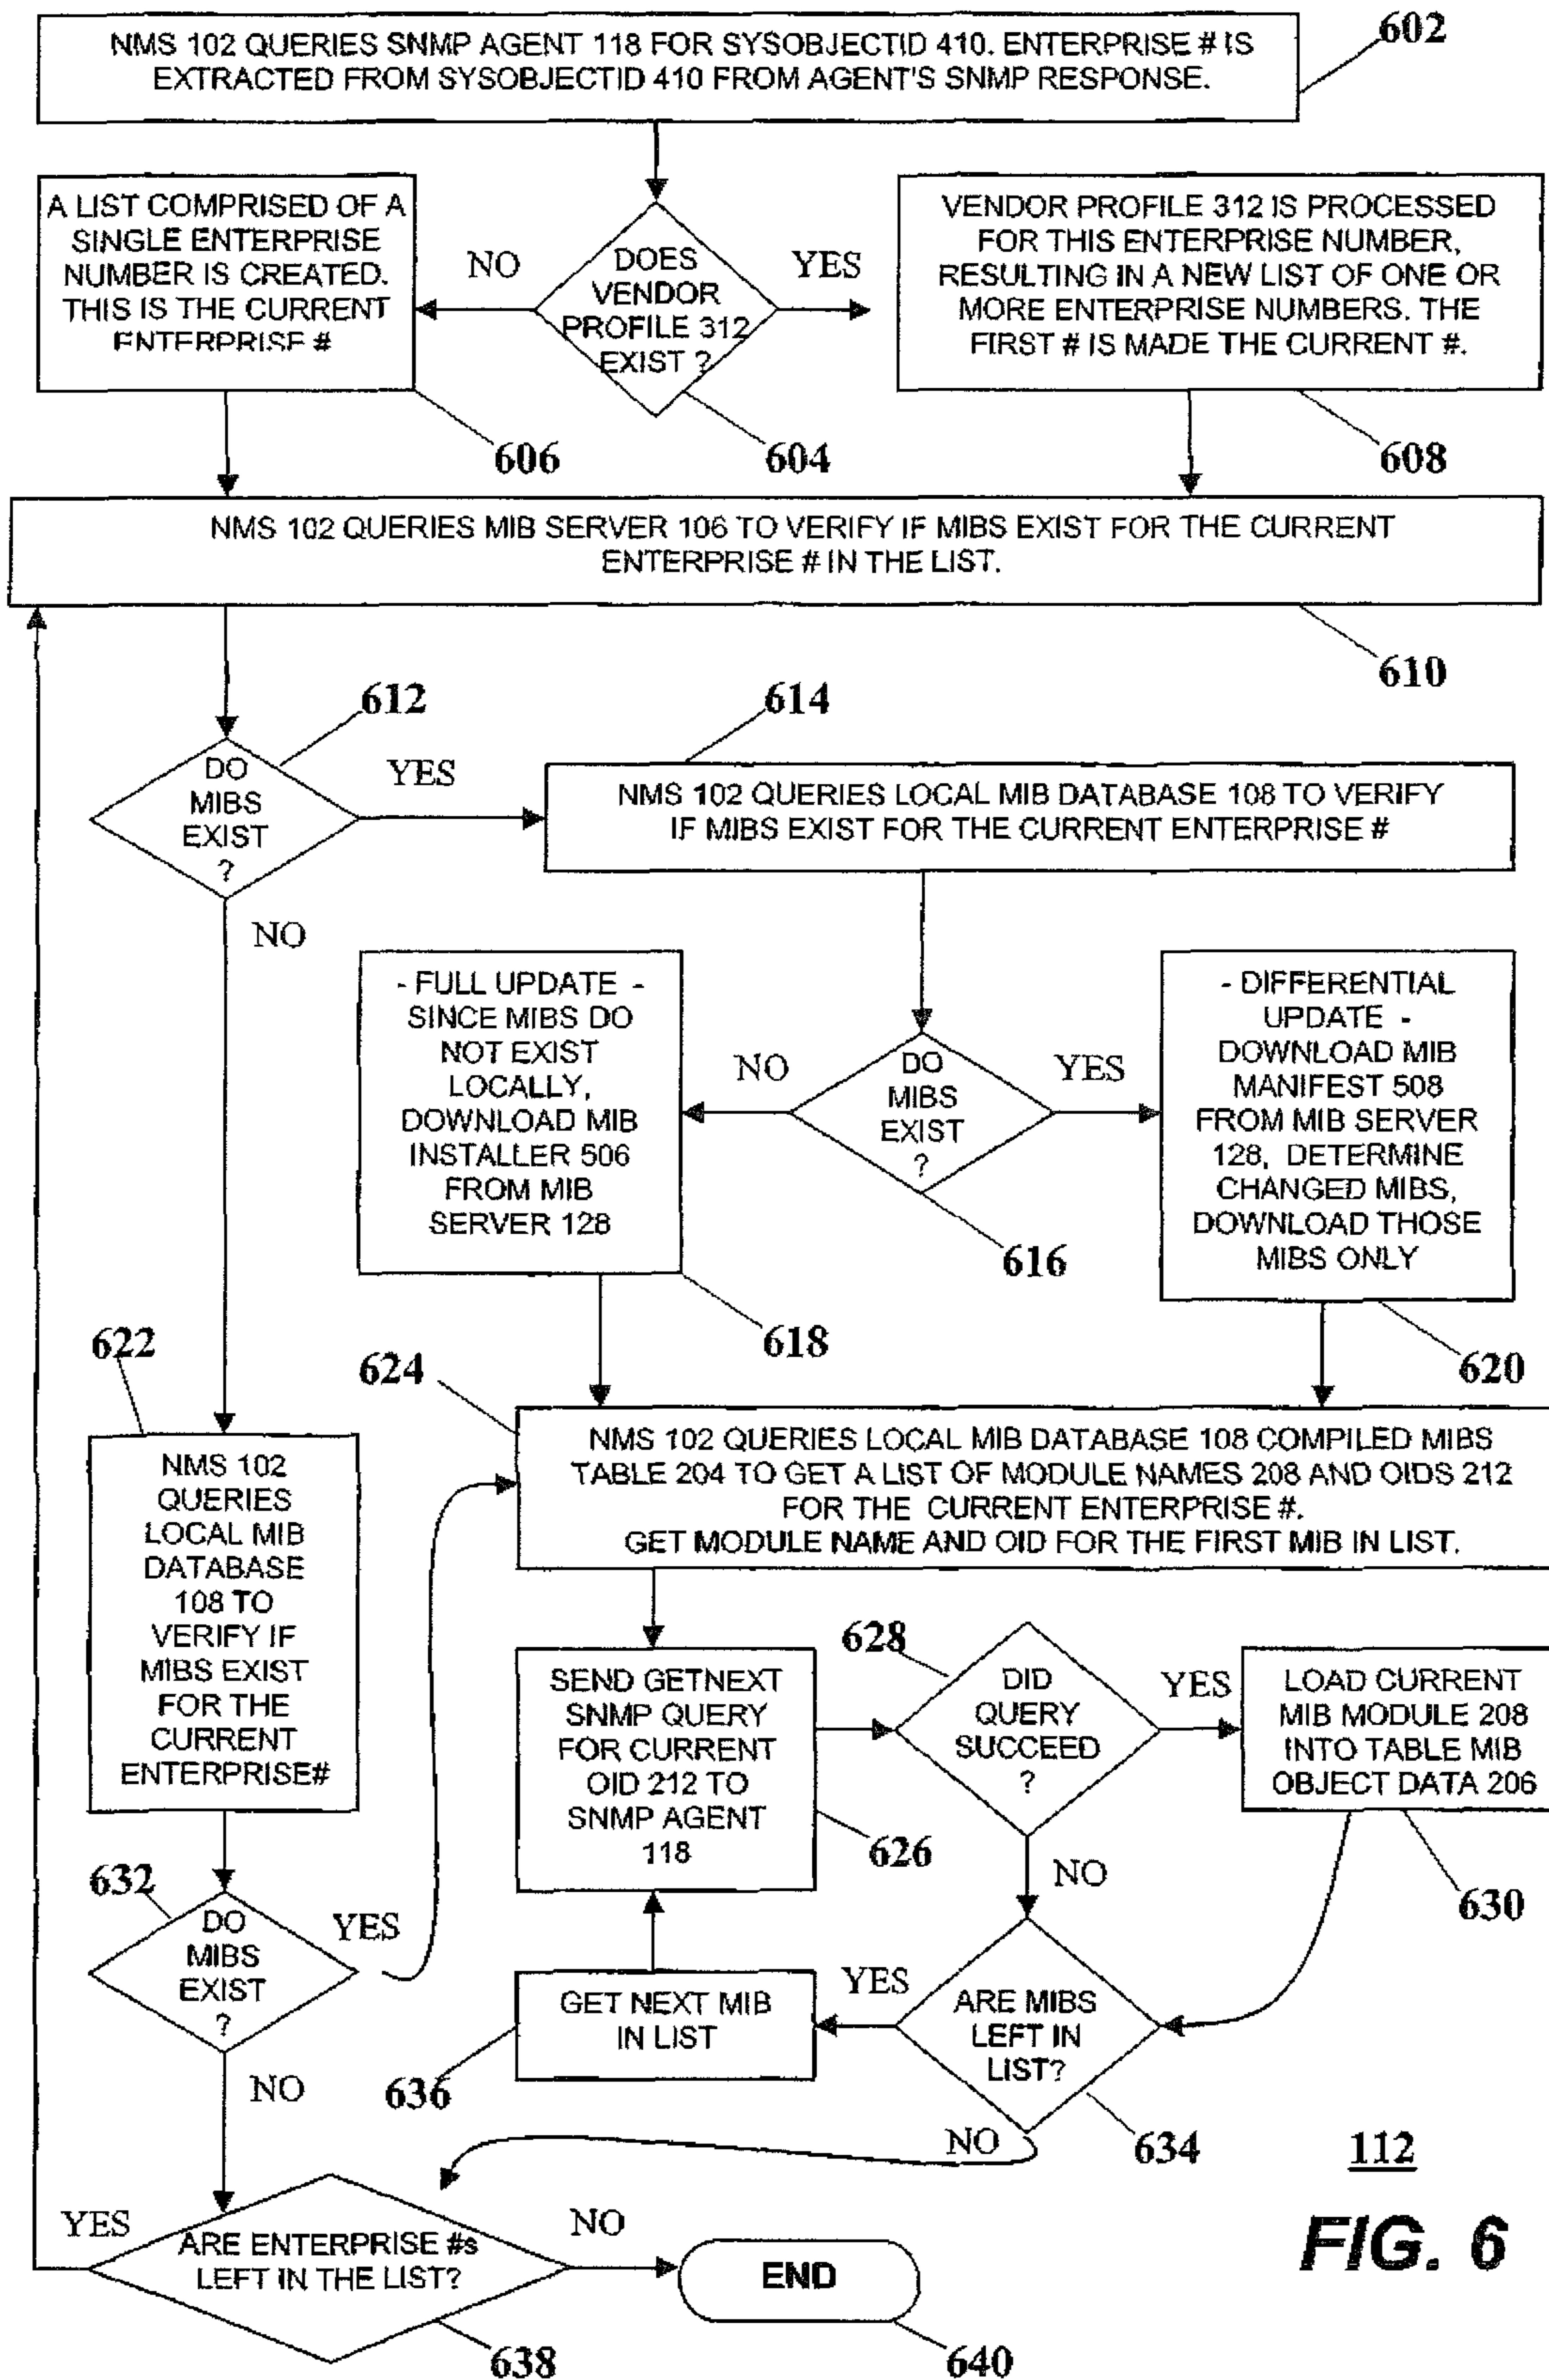 602
NMS 102 QUERIES SNMP AGENT 118 FOR SYSOBJECTID 410. ENTERPRISE # IS
EXTRACTED FROM SYSOBJECTID 410 FROM AGENT'S SNMP RESPONSE.
A LIST COMPRISED OF A
SINGLE ENTERPRISE
NUMBER IS CREATED.
THIS IS THE CURRENT
ENTERPRISE #
606
NO
DOES
VENDOR
PROFILE 312
EXIST ?
604
YES
VENDOR PROFILE 312 IS PROCESSED
FOR THIS ENTERPRISE NUMBER,
RESULTING IN A NEW LIST OF ONE OR
MORE ENTERPRISE NUMBERS. THE
FIRST # IS MADE THE CURRENT #.
608
NMS 102 QUERIES MIB SERVER 106 TO VERIFY IF MIBS EXIST FOR THE CURRENT
ENTERPRISE # IN THE LIST.
610
612
DO
MIBS
EXIST
?
YES
NO
614
NMS 102 QUERIES LOCAL MIB DATABASE 108 TO VERIFY
IF MIBS EXIST FOR THE CURRENT ENTERPRISE #
- FULL UPDATE -
SINCE MIBS DO
NOT EXIST
LOCALLY,
DOWNLOAD MIB
INSTALLER 506
FROM MIB
SERVER 128
618
NO
DO
MIBS
EXIST
?
616
YES
- DIFFERENTIAL
UPDATE -
DOWNLOAD MIB
MANIFEST 508
FROM MIB SERVER
128, DETERMINE
CHANGED MIBS,
DOWNLOAD THOSE
MIBS ONLY
620
622
NMS 102
QUERIES
LOCAL MIB
DATABASE
108 TO
VERIFY IF
MIBS EXIST
FOR THE
CURRENT
ENTERPRISE#
624
NMS 102 QUERIES LOCAL MIB DATABASE 108 COMPILED MIBS
TABLE 204 TO GET A LIST OF MODULE NAMES 208 AND OIDS 212
FOR THE CURRENT ENTERPRISE #.
GET MODULE NAME AND OID FOR THE FIRST MIB IN LIST.
SEND GETNEXT
SNMP QUERY
FOR CURRENT
OID 212 TO
SNMP AGENT
118
626
628
DID
QUERY
SUCCEED
?
YES
NO
LOAD CURRENT
MIB MODULE 208
INTO TABLE MIB
OBJECT DATA 206
630
632
DO
MIBS
EXIST
?
YES
NO
GET NEXT MIB
IN LIST
636
YES
ARE MIBS
LEFT IN
LIST?
634
NO
YES
ARE ENTERPRISE #s
LEFT IN THE LIST?
638
NO
END
640
112
FIG. 6